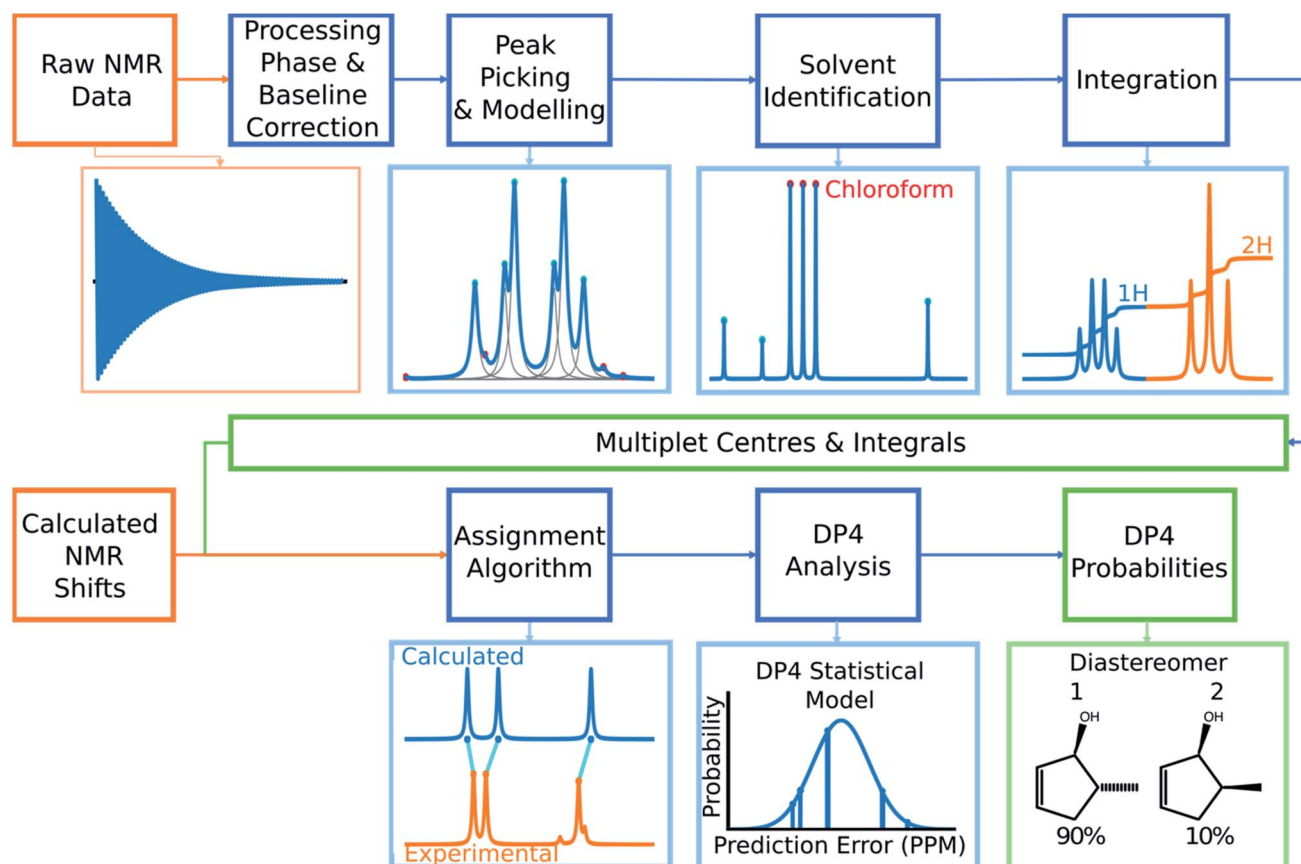 Raw NMR
Data
Processing
Phase &
Baseline
Correction
Peak
Picking
& Modelling
Solvent
Identification
Integration
Chloroform
1H
2H
Multiplet Centres & Integrals
Calculated
NMR
Shifts
Assignment
Algorithm
DP4
Analysis
DP4
Probabilities
Calculated
Experimental
DP4 Statistical
Model
Probability
Prediction Error (PPM)
Diastereomer
1 2
OH OH
90% 10%